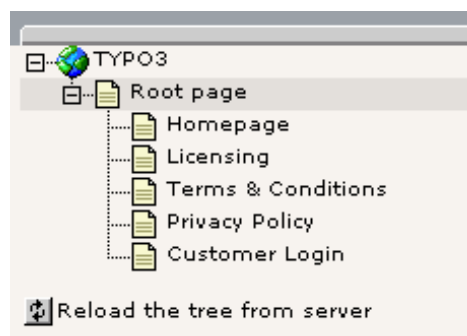 TYPO3
Root page
Homepage
Licensing
Terms & Conditions
Privacy Policy
Customer Login
Reload the tree from server